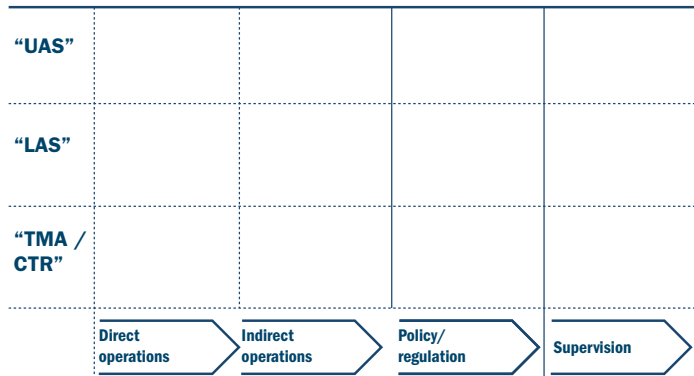 “UAS”
“LAS”
“TMA /
CTR”
Direct
operations
Indirect
operations
Policy/
regulation
Supervision